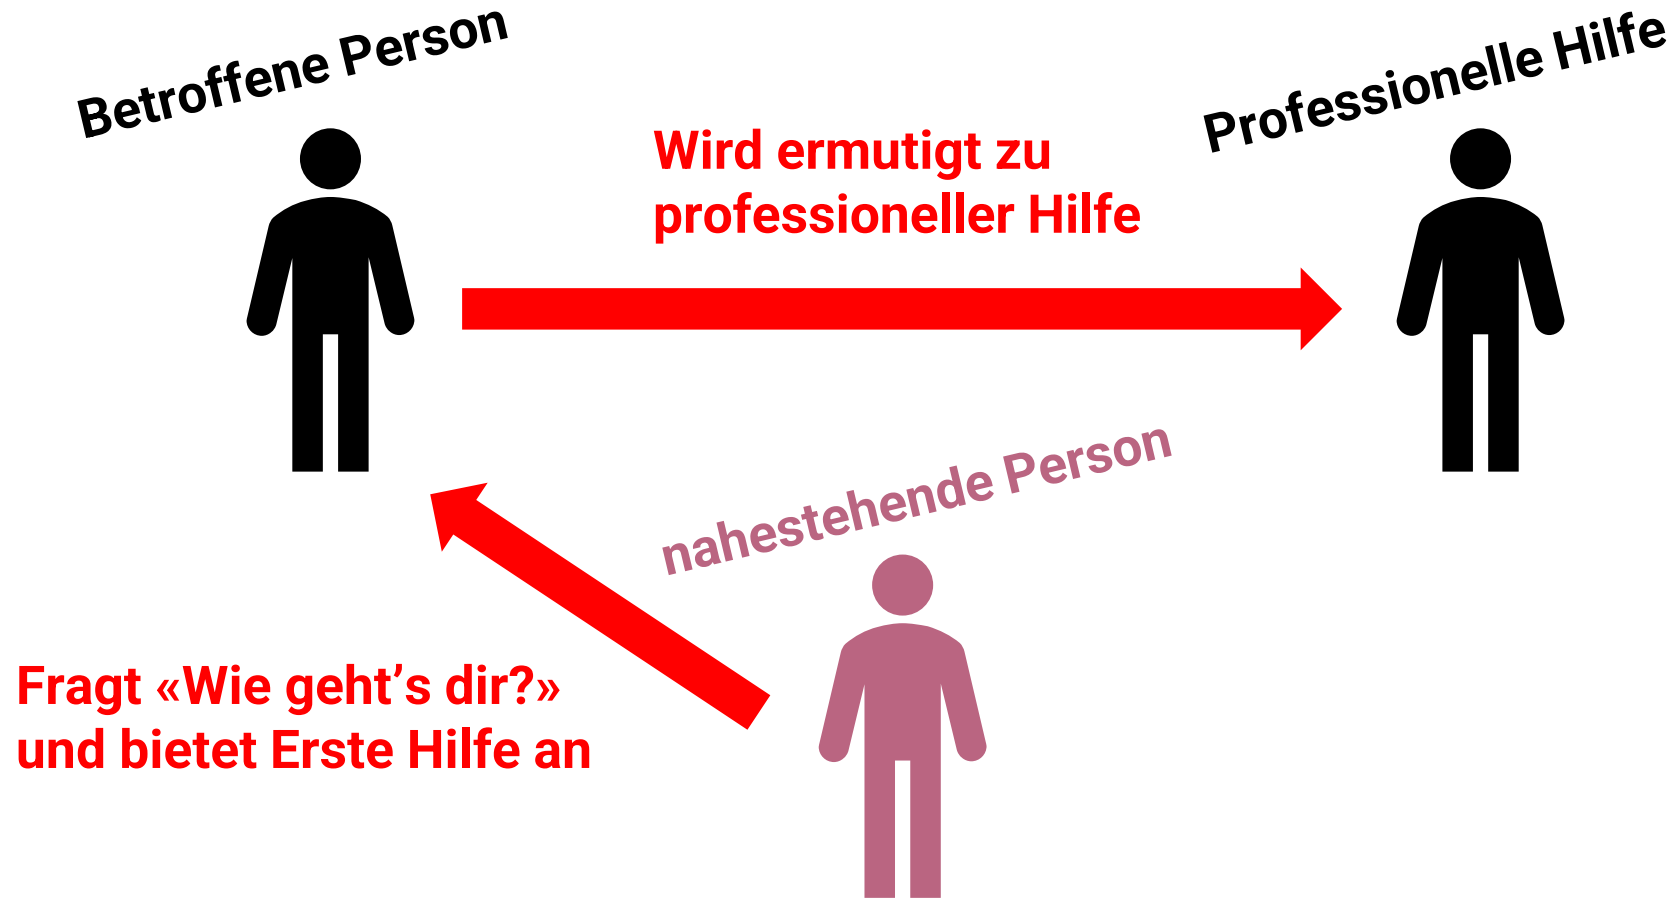 Betroffene Person
Professionelle Hilfe
Wird ermutigt zu
professioneller Hilfe
nahestehende Person
Fragt «Wie geht’s dir?»
und bietet Erste Hilfe an